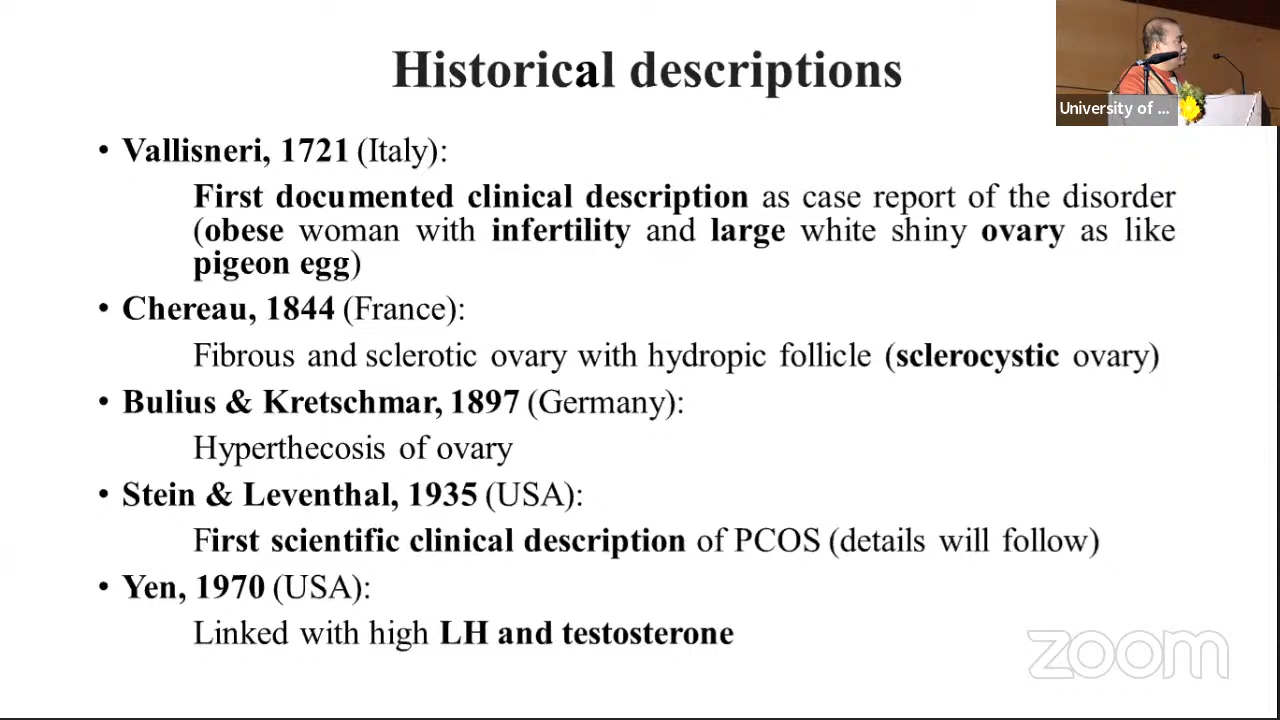 Historical descriptions
University of ...
• Vallisneri, 1721 (Italy):
First documented clinical description as case report of the disorder
(obese woman with infertility and large white shiny ovary as like
pigeon egg)
• Chereau, 1844 (France):
Fibrous and sclerotic ovary with hydropic follicle (sclerocystic ovary)
• Bulius & Kretschmar, 1897 (Germany):
Hyperthecosis of ovary
• Stein & Leventhal, 1935 (USA):
First scientific clinical description of PCOS (details will follow)
• Yen, 1970 (USA):
Linked with high LH and testosterone
zoom